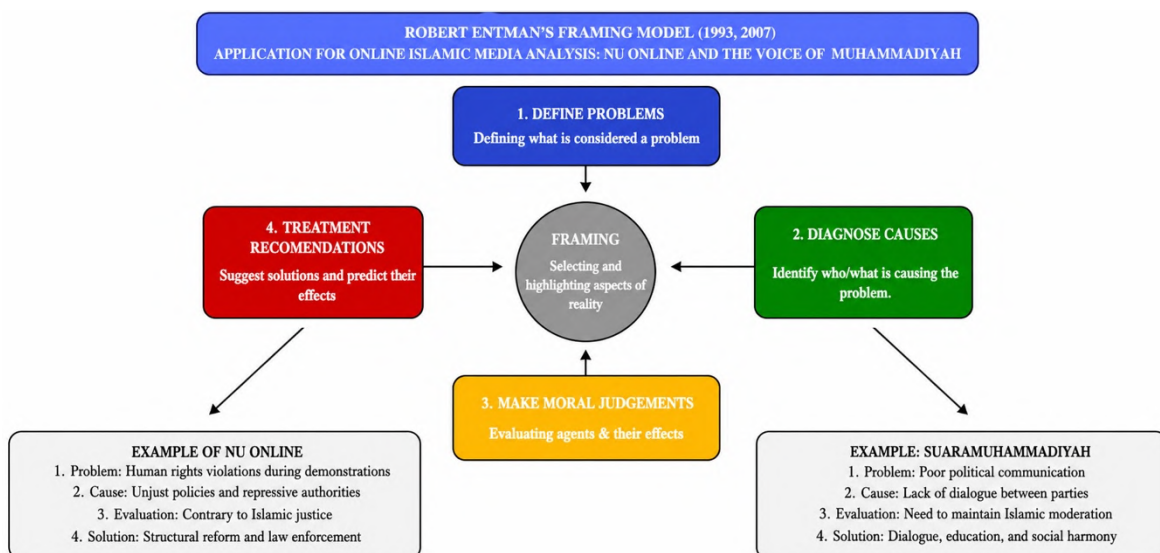 ROBERT ENTMAN'S FRAMING MODEL (1993, 2007)
APPLICATION FOR ONLINE ISLAMIC MEDIA ANALYSIS: NU ONLINE AND THE VOICE OF MUHAMMADIYAH
1. DEFINE PROBLEMS
Defining what is considered a problem
4. TREATMENT
RECOMENDATIONS
Suggest solutions and predict their
effects
FRAMING
Selecting and
highlighting aspects of
reality
2. DIAGNOSE CAUSES
Identify who/what is causing the
problem.
3. MAKE MORAL JUDGEMENTS
Evaluating agents & their effects
EXAMPLE OF NU ONLINE
1. Problem: Human rights violations during demonstrations
2. Cause: Unjust policies and repressive authorities
3. Evaluation: Contrary to Islamic justice
4. Solution: Structural reform and law enforcement
EXAMPLE: SUARAMUHAMMADIYAH
1. Problem: Poor political communication
2. Cause: Lack of dialogue between parties
3. Evaluation: Need to maintain Islamic moderation
4. Solution: Dialogue, education, and social harmony